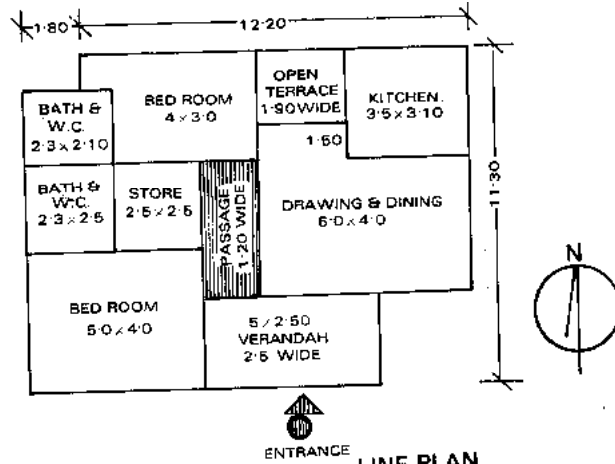 1·80
12·20
BATH &
W.C.
2·3 × 2·10
BED ROOM
4 × 3·0
OPEN
TERRACE
1·90 WIDE
KITCHEN.
3·5 × 3·10
1·50
BATH &
W.C.
2·3 × 2·5
STORE
2·5 × 2·5
PASSAGE
1·20 WIDE
DRAWING & DINING
6·0 × 4·0
11·30
N
BED ROOM
5·0 × 4·0
5 × 2·50
VERANDAH
2·5 WIDE
ENTRANCE
LINE PLAN